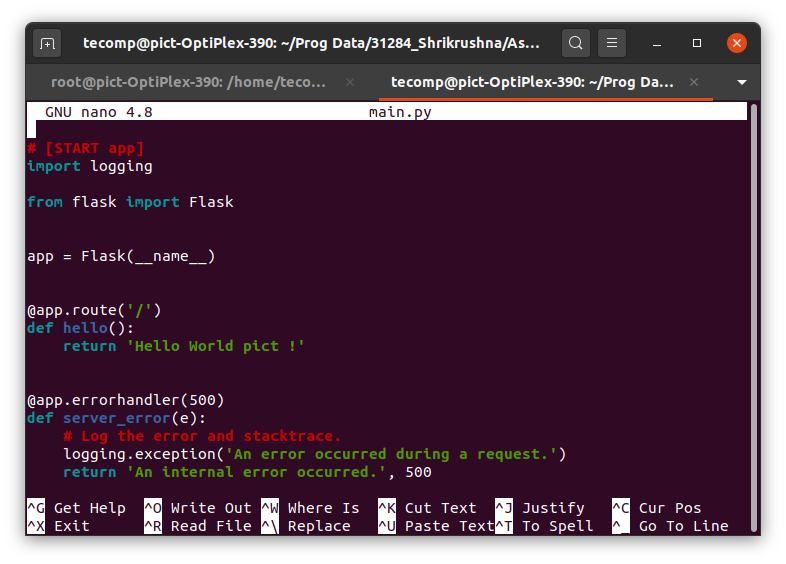 tecomp@pict-OptiPlex-390: ~/Prog Data/31284_Shrikrushna/As...
root@pict-OptiPlex-390: /home/teco... × tecomp@pict-OptiPlex-390: ~/Prog Da... ×
GNU nano 4.8 main.py
# [START app]
import logging
from flask import Flask
app = Flask(__name__)
@app.route('/')
def hello():
    return 'Hello World pict !'
@app.errorhandler(500)
def server_error(e):
    # Log the error and stacktrace.
    logging.exception('An error occurred during a request.')
    return 'An internal error occurred.', 500
^G Get Help ^O Write Out ^W Where Is ^K Cut Text ^J Justify ^C Cur Pos
^X Exit ^R Read File ^\ Replace ^U Paste Text ^T To Spell ^_ Go To Line